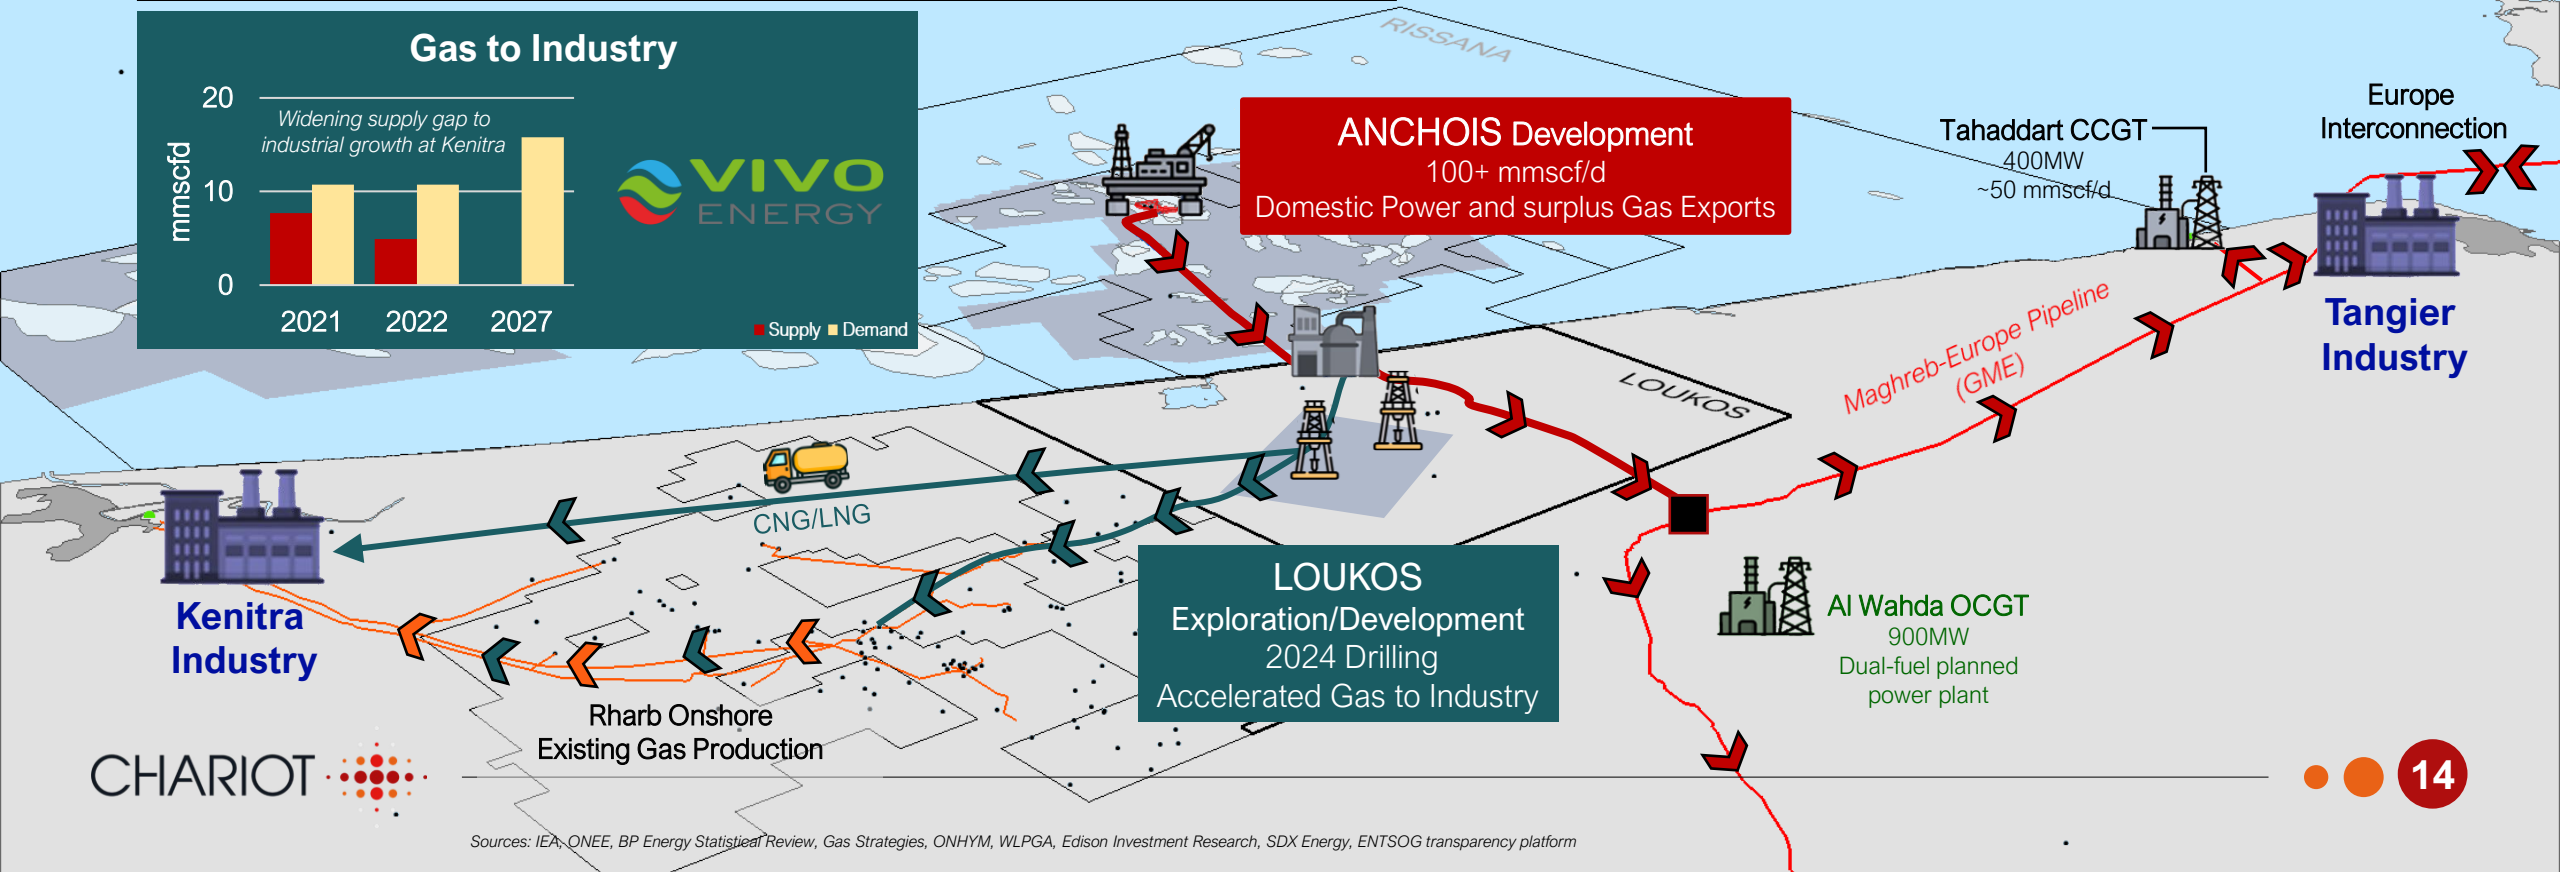 Gas to Industry
20
10
0
mmscfd
Widening supply gap to
industrial growth at Kenitra
2021 2022 2027
Supply Demand
VIVO
ENERGY
RISSANA
ANCHOIS Development
100+ mmscf/d
Domestic Power and surplus Gas Exports
Tahaddart CCGT
400MW
~50 mmscf/d
Europe
Interconnection
Tangier
Industry
Maghreb-Europe Pipeline
(GME)
LOUKOS
CNG/LNG
Kenitra
Industry
LOUKOS
Exploration/Development
2024 Drilling
Accelerated Gas to Industry
Al Wahda OCGT
900MW
Dual-fuel planned
power plant
Rharb Onshore
Existing Gas Production
CHARIOT
14
Sources: IEA, ONEE, BP Energy Statistical Review, Gas Strategies, ONHYM, WLPGA, Edison Investment Research, SDX Energy, ENTSOG transparency platform